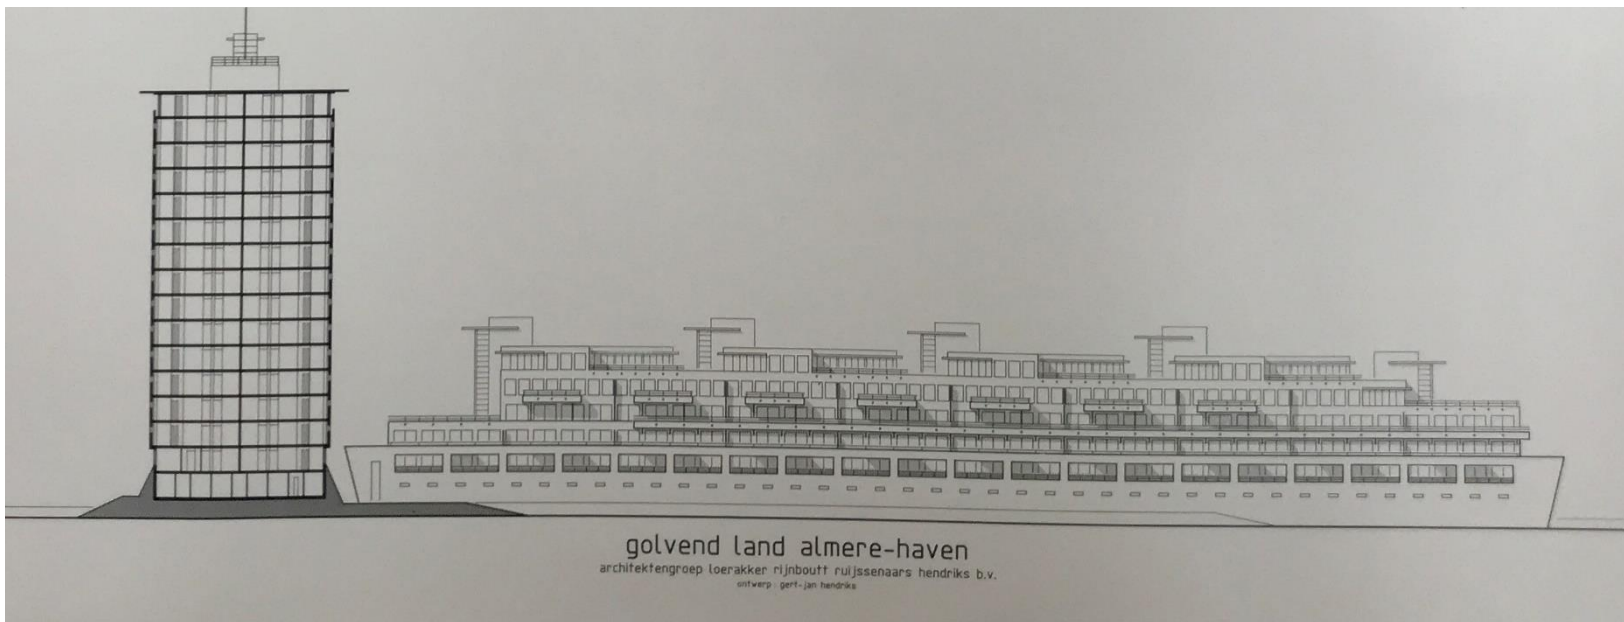 golvend land almere-haven
architektengroep loerakker rijnboutt ruijssenaars hendriks b.v.
ontwerp : gert-jan hendriks